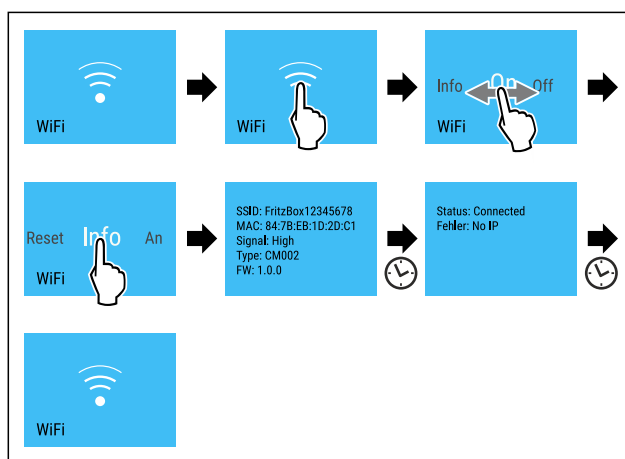 WiFi
WiFi
Info On Off
WiFi
Reset Info An
WiFi
SSID: FritzBox12345678
MAC: 84:7B:EB:1D:2D:C1
Signal: High
Type: CM002
FW: 1.0.0
Status: Connected
Fehler: No IP
WiFi